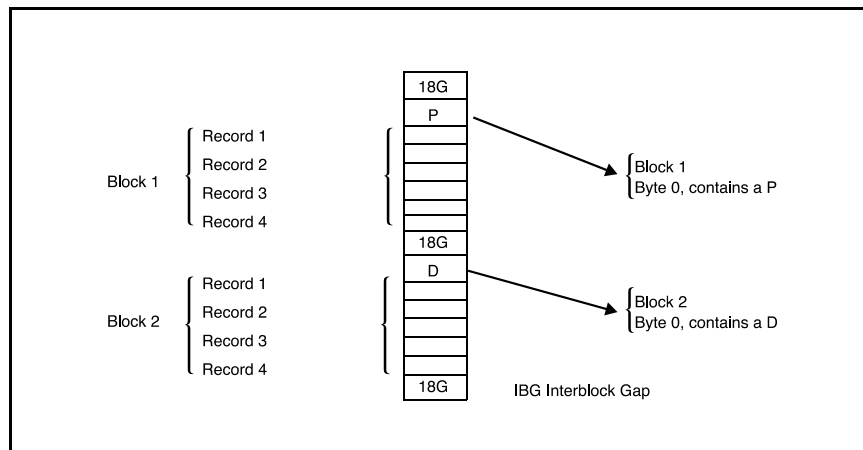 18G
P
Record 1
Record 2
Record 3
Record 4
Block 1
Block 1
Byte 0, contains a P
18G
D
Record 1
Record 2
Record 3
Record 4
Block 2
Block 2
Byte 0, contains a D
18G
IBG Interblock Gap